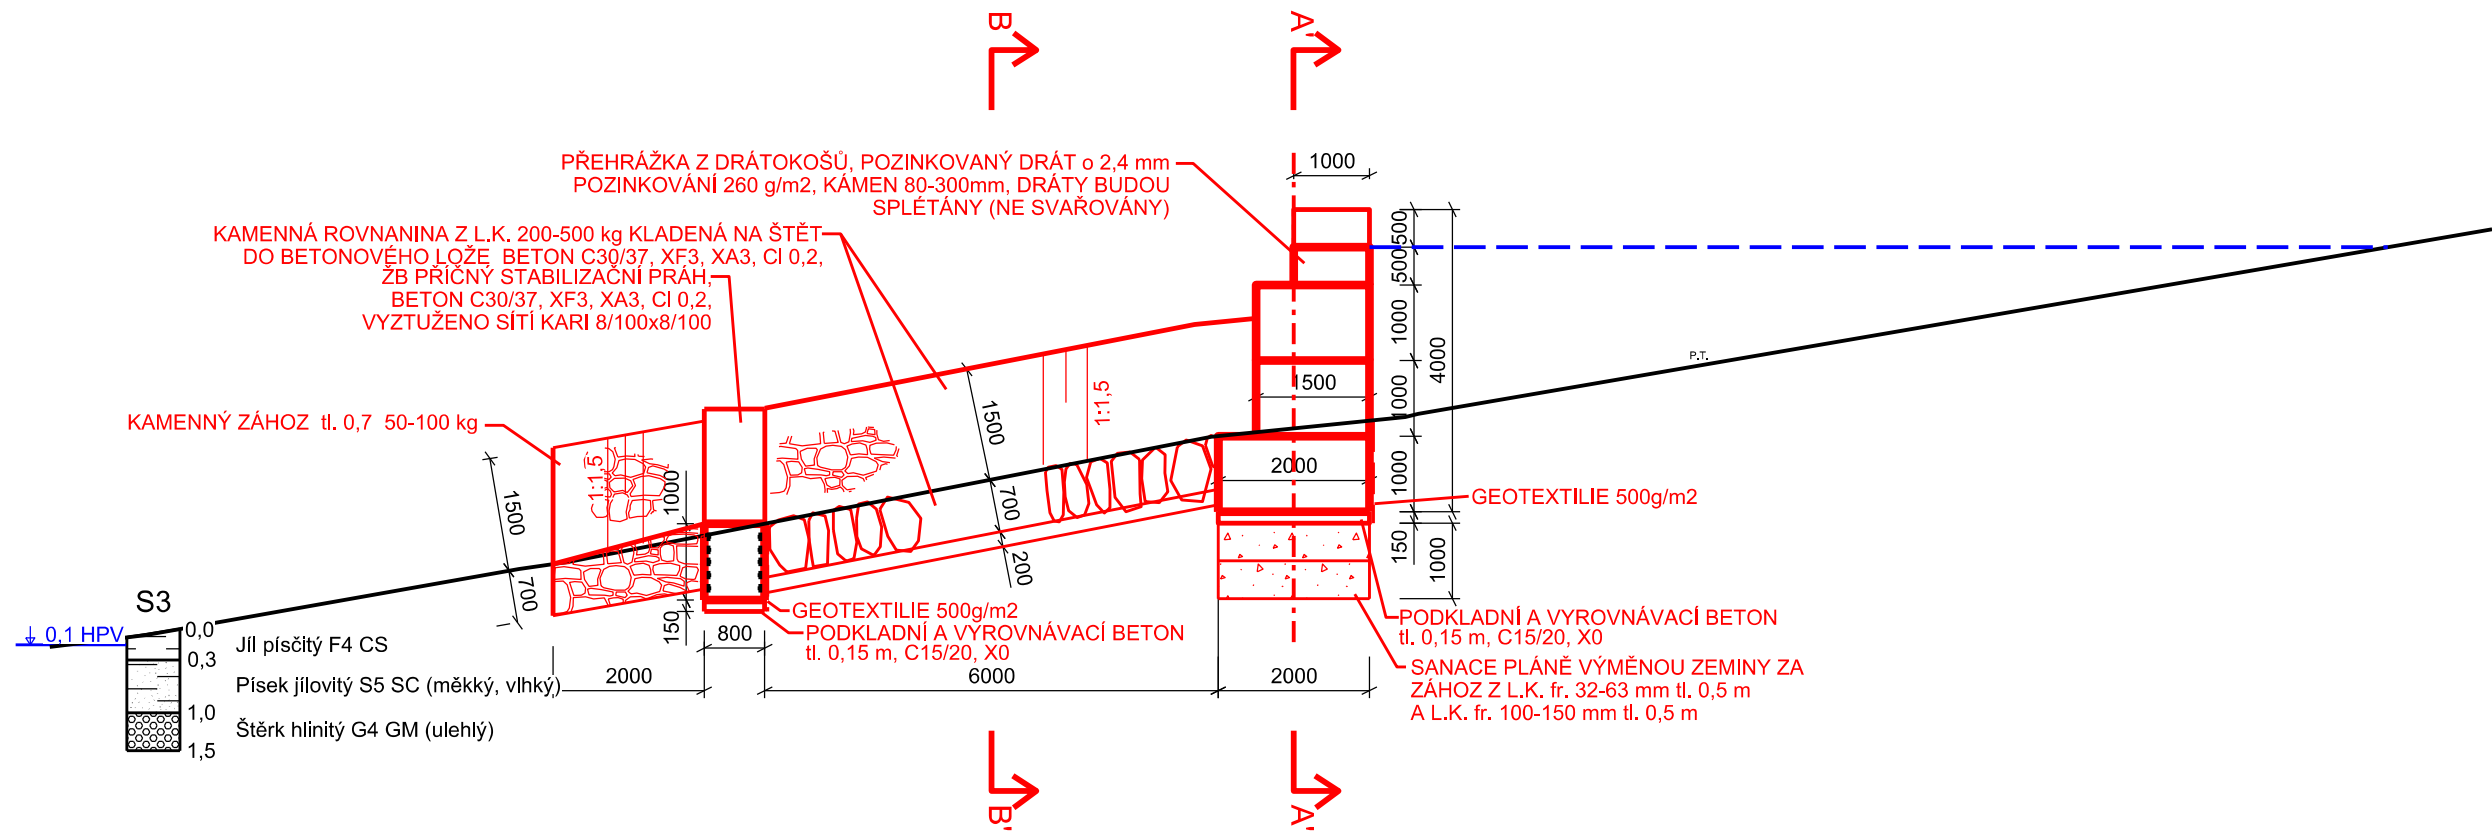 B
A'
PŘEHRÁŽKA Z DRÁTOKOŠŮ, POZINKOVANÝ DRÁT o 2,4 mm
POZINKOVÁNÍ 260 g/m2, KÁMEN 80-300mm, DRÁTY BUDOU
SPLÉTÁNY (NE SVAŘOVÁNY)
1000
KAMENNÁ ROVNANINA Z L.K. 200-500 kg KLADENÁ NA ŠTĚT
DO BETONOVÉHO LOŽE BETON C30/37, XF3, XA3, Cl 0,2,
ŽB PŘÍČNÝ STABILIZAČNÍ PRÁH,
BETON C30/37, XF3, XA3, Cl 0,2,
VYZTUŽENO SÍTÍ KARI 8/100x8/100
500
500
1000
4000
P.T.
1500
1000
KAMENNÝ ZÁHOZ tl. 0,7 50-100 kg
1500
1:1,5
1:1,5
1500
1000
2000
1000
GEOTEXTILIE 500g/m2
700
200
150
1000
700
S3
0,1 HPV
0,0
0,3
1,0
1,5
Jíl písčitý F4 CS
Písek jílovitý S5 SC (měkký, vlhký)
Štěrk hlinitý G4 GM (ulehlý)
150
GEOTEXTILIE 500g/m2
PODKLADNÍ A VYROVNÁVACÍ BETON
tl. 0,15 m, C15/20, X0
800
2000
6000
2000
PODKLADNÍ A VYROVNÁVACÍ BETON
tl. 0,15 m, C15/20, X0
SANACE PLÁNĚ VÝMĚNOU ZEMINY ZA
ZÁHOZ Z L.K. fr. 32-63 mm tl. 0,5 m
A L.K. fr. 100-150 mm tl. 0,5 m
B'
A'